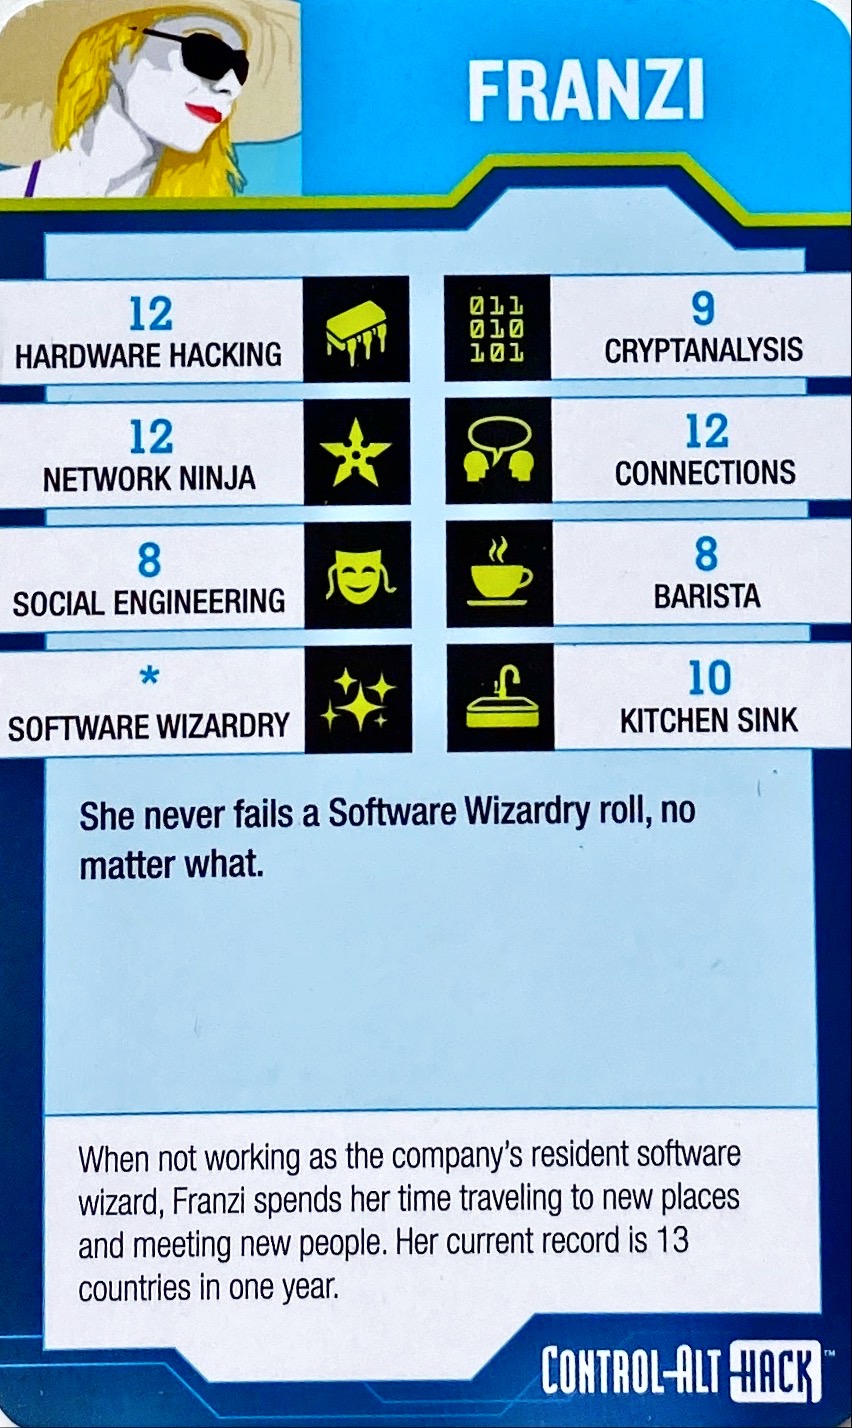 FRANZI
12
HARDWARE HACKING
011
010
101
9
CRYPTANALYSIS
12
NETWORK NINJA
12
CONNECTIONS
8
SOCIAL ENGINEERING
8
BARISTA
*
SOFTWARE WIZARDRY
10
KITCHEN SINK
She never fails a Software Wizardry roll, no
matter what.
When not working as the company's resident software
wizard, Franzi spends her time traveling to new places
and meeting new people. Her current record is 13
countries in one year.
CONTROL-ALT HACK™